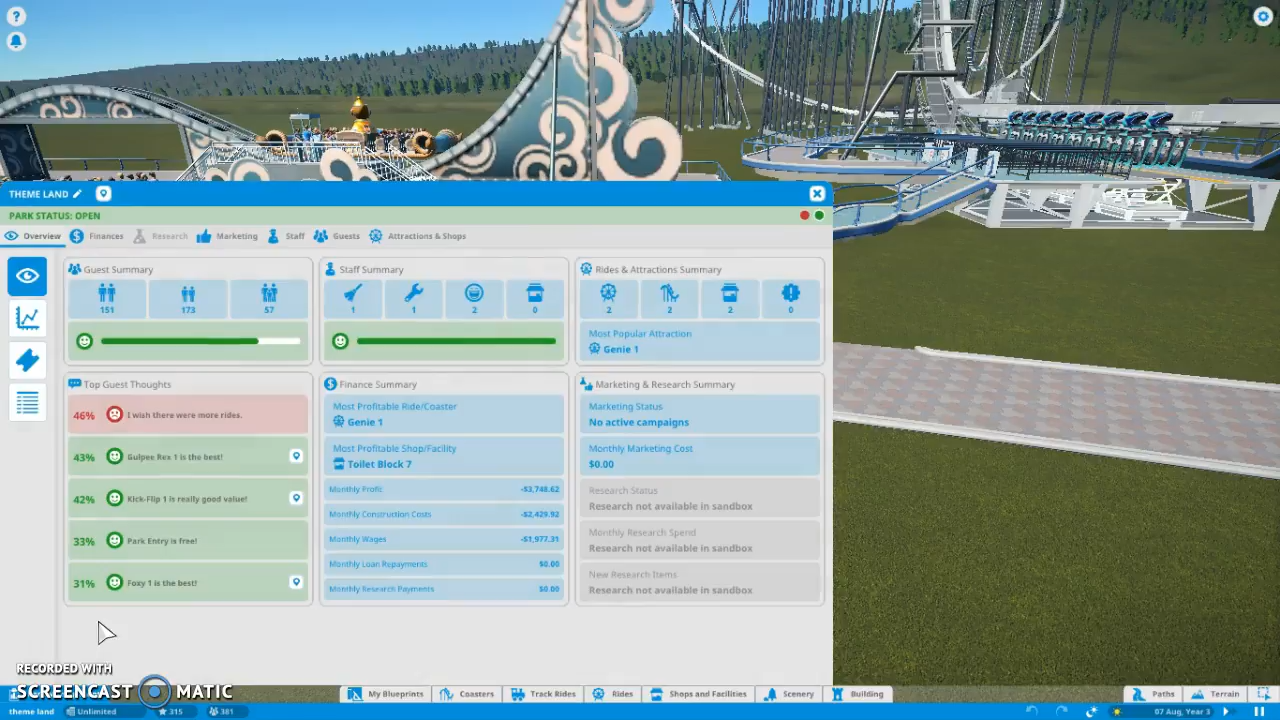 THEME LAND
PARK STATUS: OPEN
Overview Finances Research Marketing Staff Guests Attractions & Shops
Guest Summary
151 173 57
Staff Summary
1 1 2 0
Rides & Attractions Summary
2 2 2 0
Most Popular Attraction
Genie 1
Top Guest Thoughts
46% I wish there were more rides.
43% Gulpee Rex 1 is the best!
42% Kick-Flip 1 is really good value!
33% Park Entry is free!
31% Foxy 1 is the best!
Finance Summary
Most Profitable Ride/Coaster
Genie 1
Most Profitable Shop/Facility
Toilet Block 7
Monthly Profit -$3,748.62
Monthly Construction Costs -$2,429.92
Monthly Wages -$1,977.31
Monthly Loan Repayments $0.00
Monthly Research Payments $0.00
Marketing & Research Summary
Marketing Status
No active campaigns
Monthly Marketing Cost
$0.00
Research Status
Research not available in sandbox
Monthly Research Spend
Research not available in sandbox
New Research Items
Research not available in sandbox
RECORDED WITH
SCREENCAST MATIC
My Blueprints Coasters Track Rides Rides Shops and Facilities Scenery Building Paths Terrain
theme land Unlimited 315 381 07 Aug, Year 3